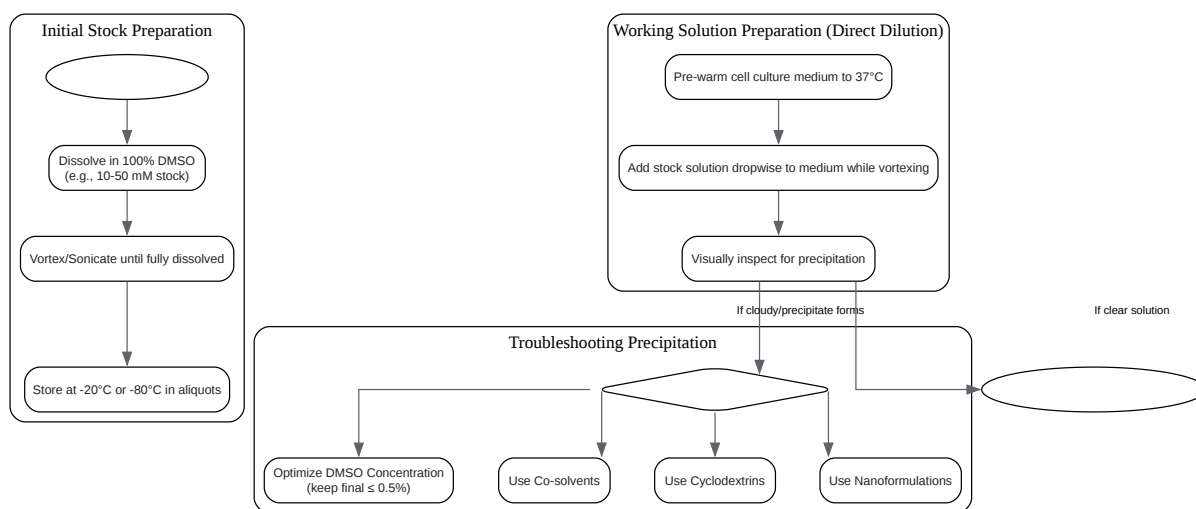 Initial Stock Preparation
Dissolve in 100% DMSO
(e.g., 10-50 mM stock)
Vortex/Sonicate until fully dissolved
Store at -20°C or -80°C in aliquots
Working Solution Preparation (Direct Dilution)
Pre-warm cell culture medium to 37°C
Add stock solution dropwise to medium while vortexing
Visually inspect for precipitation
If cloudy/precipitate forms
If clear solution
Troubleshooting Precipitation
Optimize DMSO Concentration
(keep final ≤ 0.5%)
Use Co-solvents
Use Cyclodextrins
Use Nanoformulations